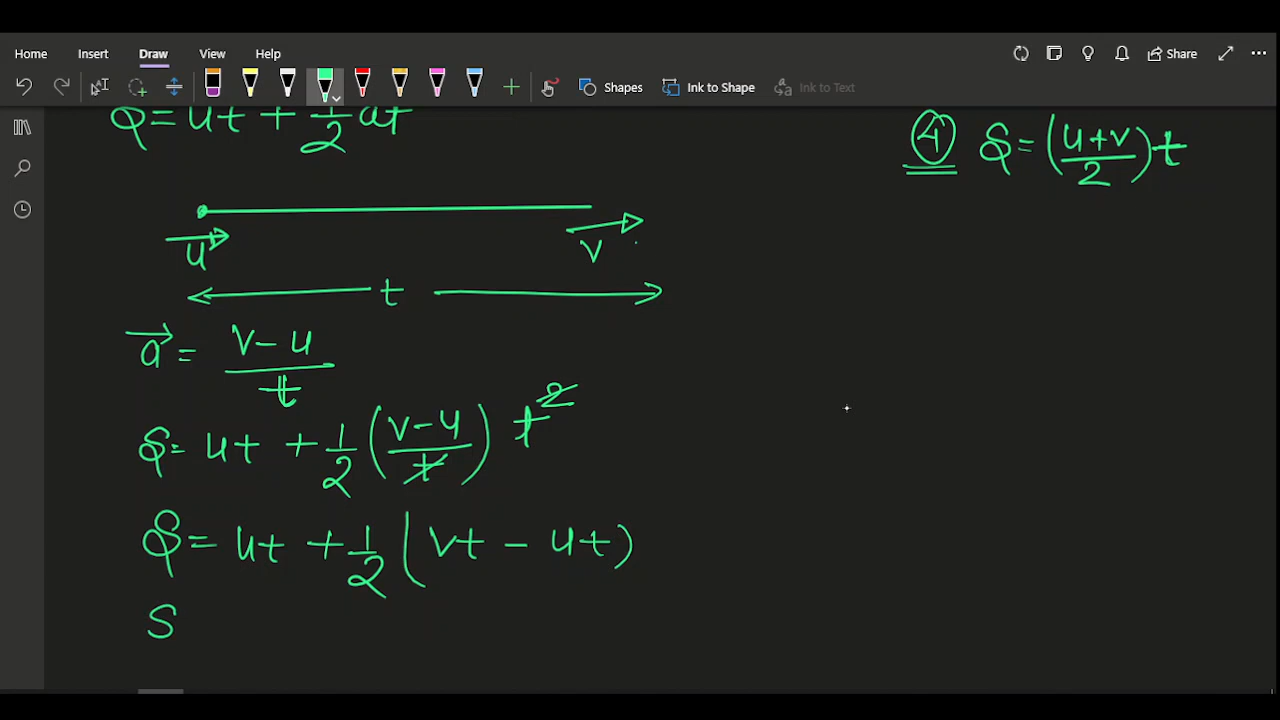 Home Insert Draw View Help Share
Shapes Ink to Shape Ink to Text
S = ut + 1/2 at
④ S = (u+v/2)t
u v
t
a⃗ = v-u/t
S = ut + 1/2 (v-u/t) t²
S = ut + 1/2 (vt - ut)
S